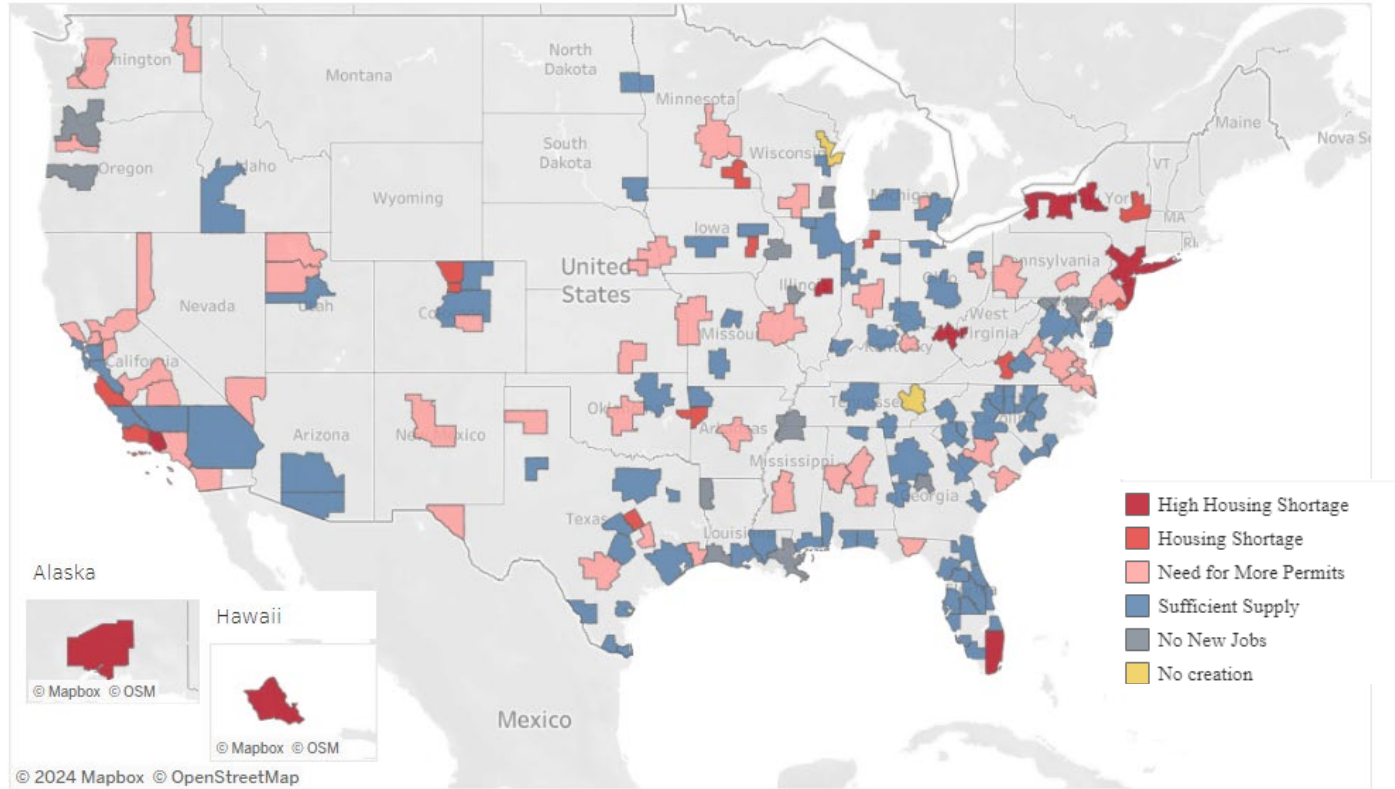 North
Dakota
Montana
Minnesota
Maine
Nova
South
Dakota
Wisconsin
VT
Oregon
Idaho
Michigan
Wyoming
MA
Iowa
RI
United
States
Pennsylvania
Nevada
Utah
Ohio
Illinois
West
Virginia
Missouri
Kentucky
California
Tennessee
Arizona
New Mexico
Arkansas
Mississippi
Georgia
High Housing Shortage
Texas
Louisiana
Housing Shortage
Alaska
Need for More Permits
Hawaii
Sufficient Supply
No New Jobs
No creation
© Mapbox © OSM
Mexico
© Mapbox © OSM
© 2024 Mapbox © OpenStreetMap